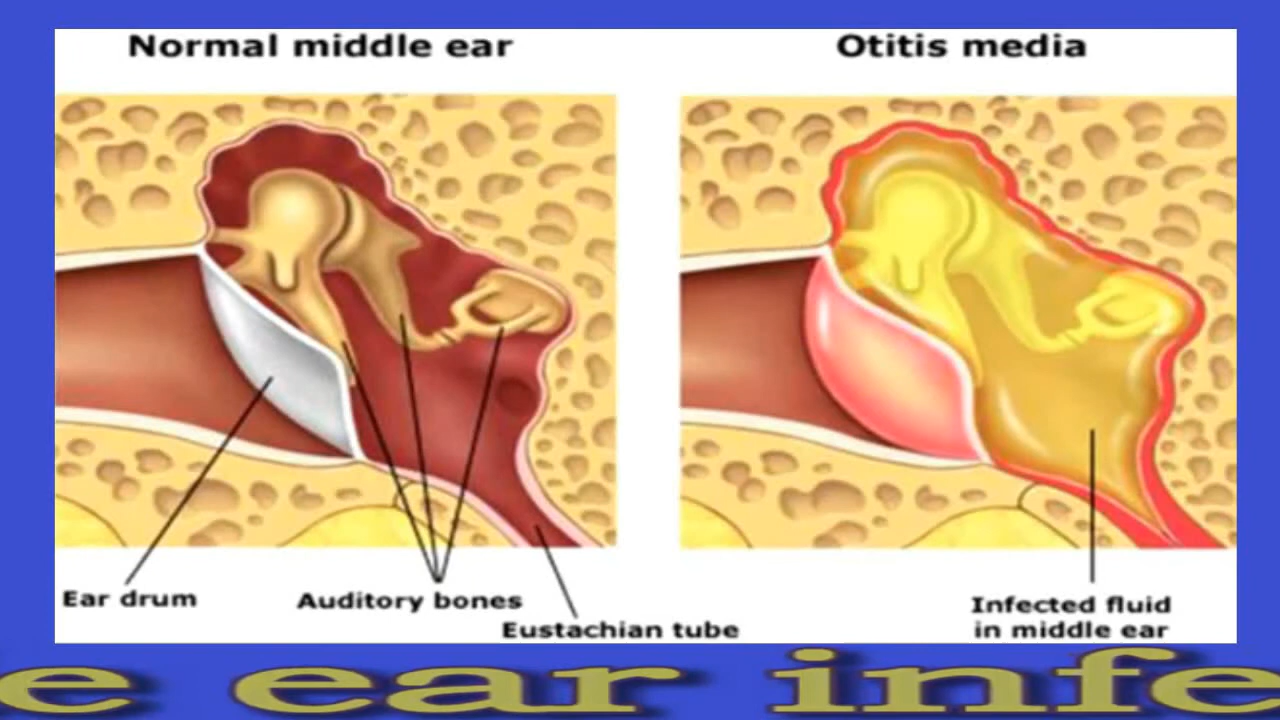 Normal middle ear
Otitis media
Ear drum
Auditory bones
Eustachian tube
Infected fluid
in middle ear
e ear infe